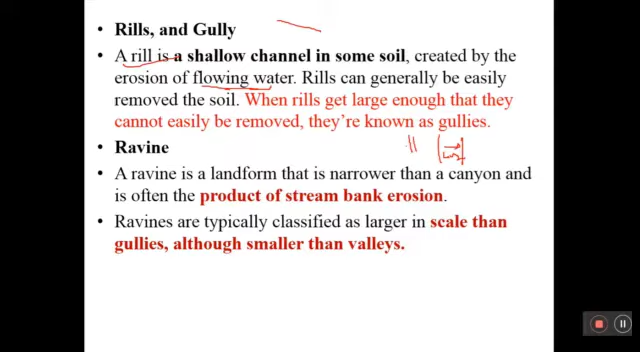 • Rills, and Gully
• A rill is a shallow channel in some soil, created by the
erosion of flowing water. Rills can generally be easily
removed the soil. When rills get large enough that they
cannot easily be removed, they're known as gullies.
• Ravine
• A ravine is a landform that is narrower than a canyon and
is often the product of stream bank erosion.
• Ravines are typically classified as larger in scale than
gullies, although smaller than valleys.